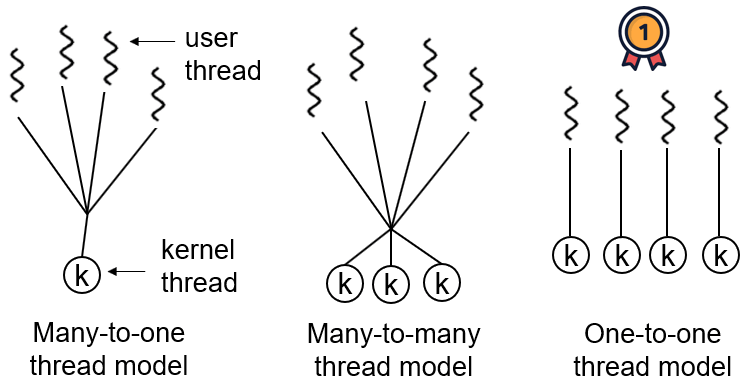 user
thread
1
k
kernel
thread
k k k
k k k k
Many-to-one
thread model
Many-to-many
thread model
One-to-one
thread model